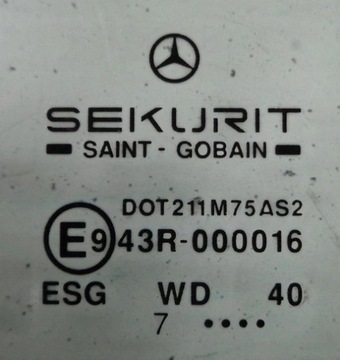 SEKURIT
SAINT - GOBAIN
DOT211M75AS2
E9 43R-000016
ESG WD 40
7 ••••